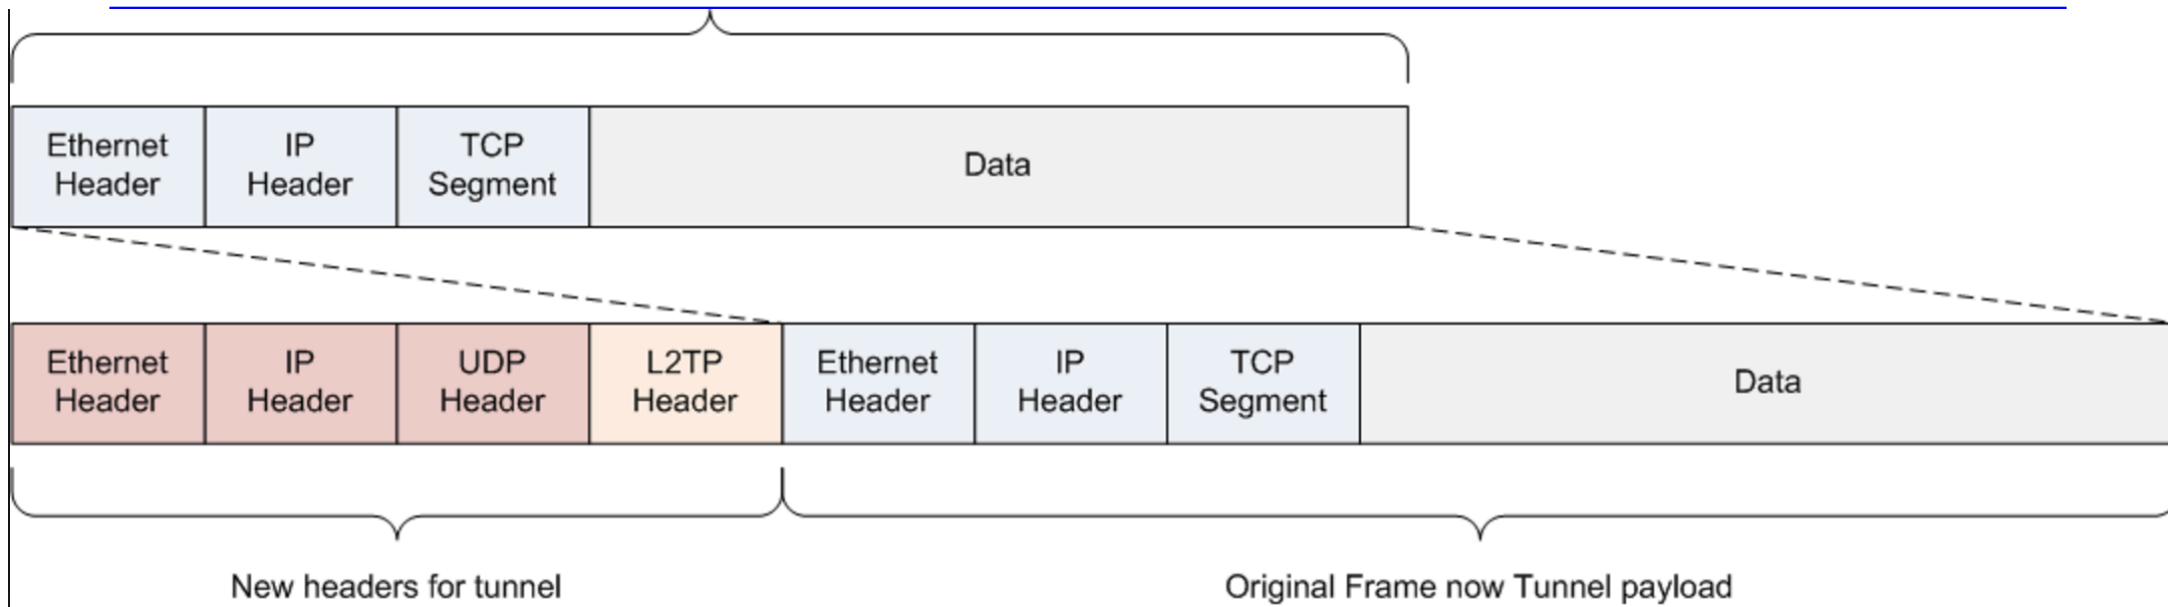 Ethernet
Header
IP
Header
TCP
Segment
Data
Ethernet
Header
IP
Header
UDP
Header
L2TP
Header
Ethernet
Header
IP
Header
TCP
Segment
Data
New headers for tunnel
Original Frame now Tunnel payload